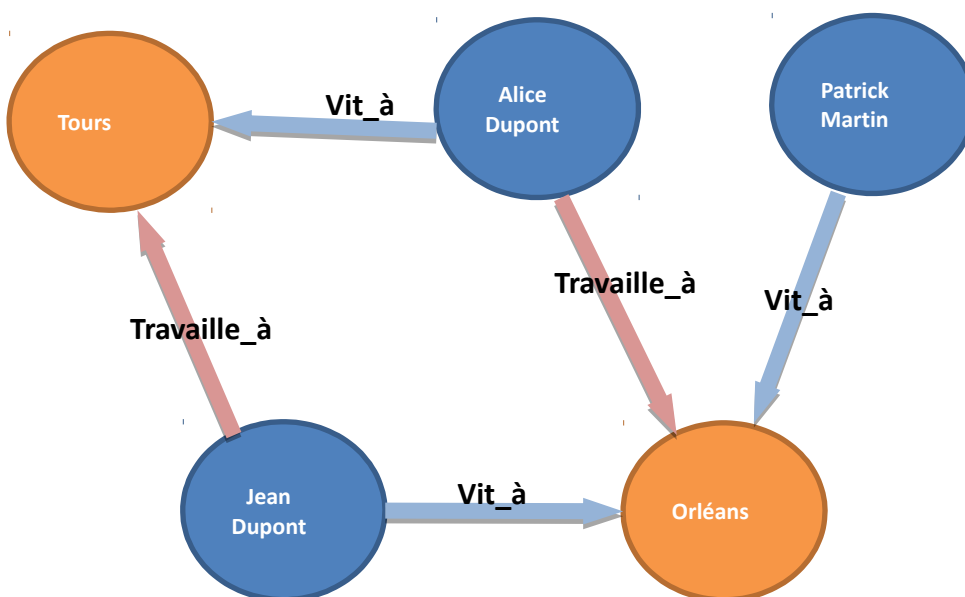 Tours
Vit_à
Alice
Dupont
Patrick
Martin
Travaille_à
Travaille_à
Vit_à
Jean
Dupont
Vit_à
Orléans